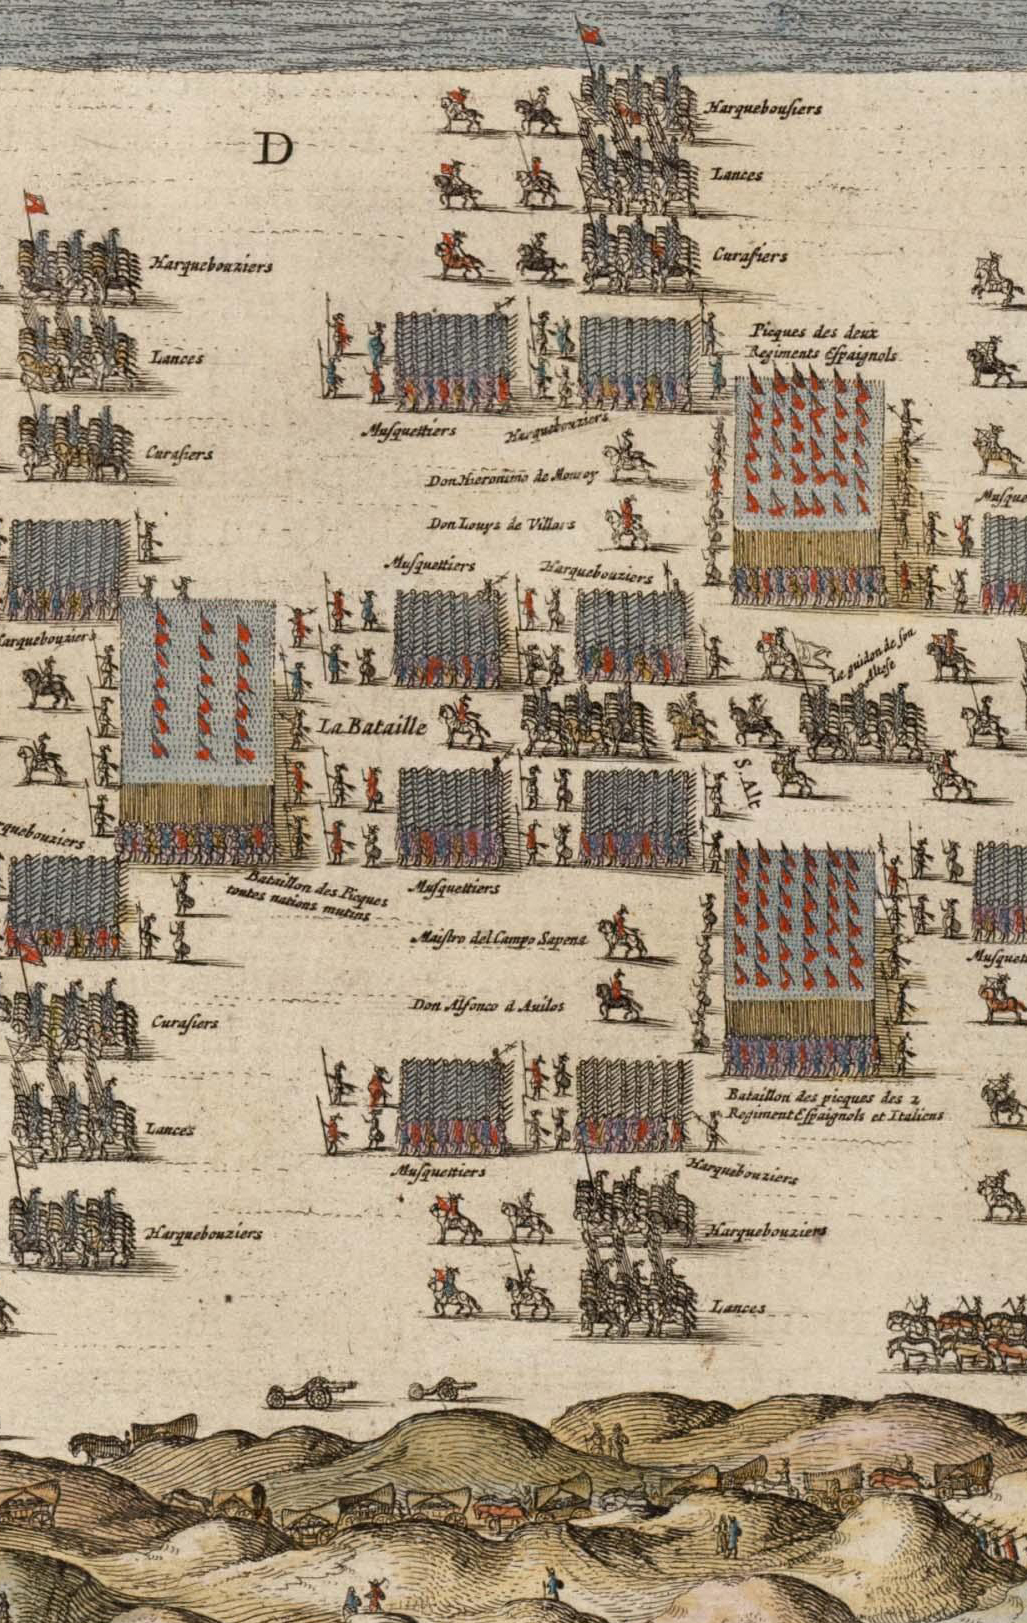 D
Harquebousiers
Lances
Curasiers
Harquebouziers
Lances
Curasiers
Picques des deux
Regiments Espaignols
Musquettiers
Harquebouziers
Don Hieronimo de Monroy
Don Louys de Villars
Musque
Musquettiers
Harquebouziers
arquebouziers
Le guidon de son
Altese
La Bataille
S. Alt
rquebouziers
Bataillon des Picques
toutes nations mutins
Musquettiers
Maistro del Campo Sapena
Don Alfonco d Auilos
Musquet
Curasiers
Lances
Bataillon des picques des 2
Regiment Espaignols et Italiens
Musquettiers
Harquebouziers
Harquebouziers
Harquebouziers
Lances